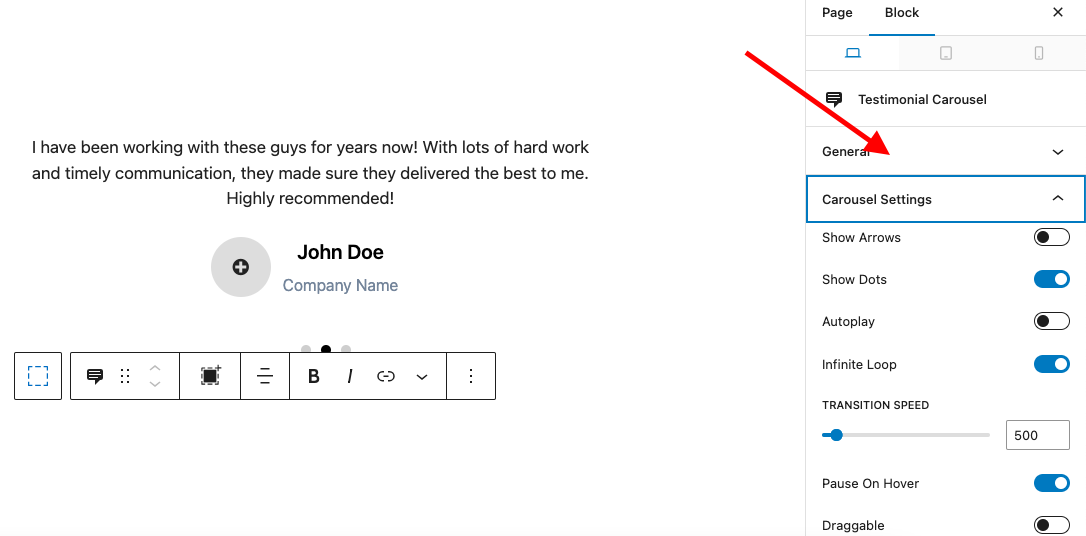 Page Block
Testimonial Carousel
General
Carousel Settings
Show Arrows
Show Dots
Autoplay
Infinite Loop
TRANSITION SPEED
500
Pause On Hover
Draggable
I have been working with these guys for years now! With lots of hard work
and timely communication, they made sure they delivered the best to me.
Highly recommended!
John Doe
Company Name
B I